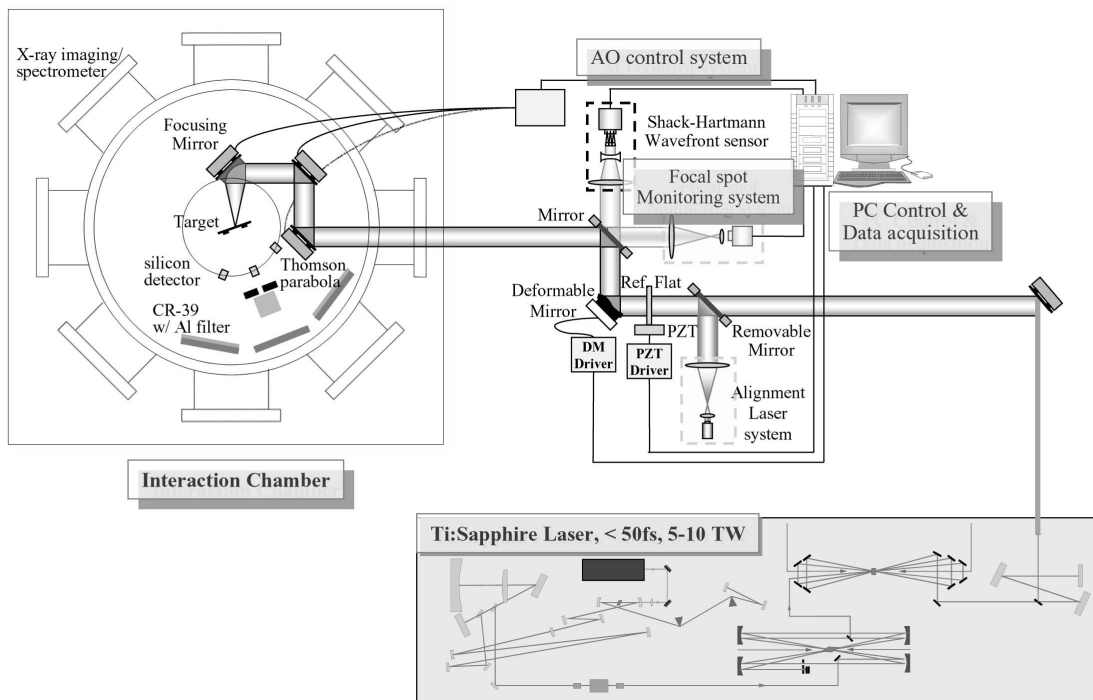 X-ray imaging/
spectrometer
Focusing
Mirror
Target
silicon
detector
Thomson
parabola
CR-39
w/ Al filter
Interaction Chamber
AO control system
Shack-Hartmann
Wavefront sensor
Focal spot
Monitoring system
PC Control &
Data acquisition
Mirror
Deformable
Mirror
Ref. Flat
PZT
Removable
Mirror
DM
Driver
PZT
Driver
Alignment
Laser
system
Ti:Sapphire Laser, < 50fs, 5-10 TW